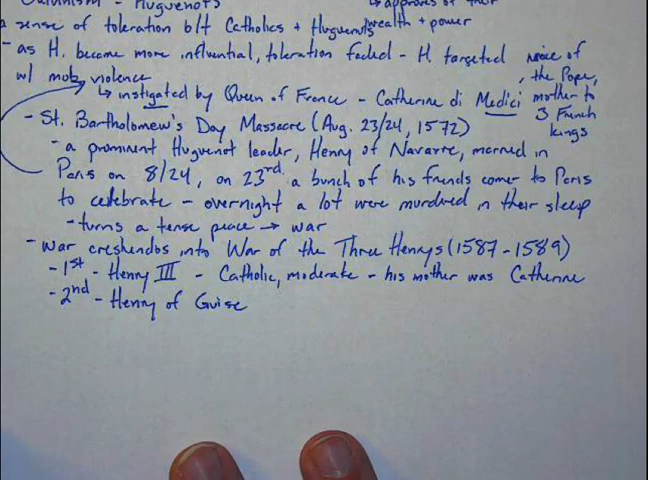 Calvinism - Huguenots
↳ approves of their
wealth + power
a sense of toleration b/t Catholics + Huguenots
- as H. become more influential, toleration faded - H. targeted
w/ mob violence
↳ instigated by Queen of France - Catherine di Medici
niece of
the Pope,
mother to
3 French
kings
- St. Bartholomew's Day Massacre (Aug. 23/24, 1572)
- a prominent Huguenot leader, Henry of Navarre, married in
Paris on 8/24, on 23rd a bunch of his friends come to Paris
to celebrate - overnight a lot were murdered in their sleep
- turns a tense peace → war
- war creshendos into War of the Three Henrys (1587-1589)
- 1st - Henry III - Catholic, moderate - his mother was Catherine
- 2nd - Henry of Guise